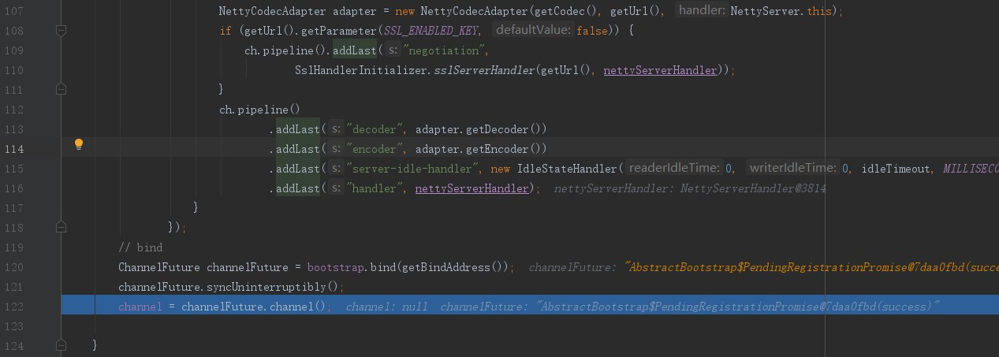 107 NettyCodecAdapter adapter = new NettyCodecAdapter(getCodec(), getUrl(), handler: NettyServer.this);
108 if (getUrl().getParameter(SSL_ENABLED_KEY, defaultValue: false)) {
109 ch.pipeline().addLast( s: "negotiation",
110 SslHandlerInitializer.sslServerHandler(getUrl(), nettyServerHandler));
111 }
112 ch.pipeline()
113 .addLast( s: "decoder", adapter.getDecoder())
114 .addLast( s: "encoder", adapter.getEncoder())
115 .addLast( s: "server-idle-handler", new IdleStateHandler( readerIdleTime: 0, writerIdleTime: 0, idleTimeout, MILLISECO
116 .addLast( s: "handler", nettyServerHandler); nettyServerHandler: NettyServerHandler@3814
117 }
118 });
119 // bind
120 ChannelFuture channelFuture = bootstrap.bind(getBindAddress()); channelFuture: "AbstractBootstrap$PendingRegistrationPromise@7daa0fbd(succe
121 channelFuture.syncUninterruptibly();
122 channel = channelFuture.channel(); channel: null channelFuture: "AbstractBootstrap$PendingRegistrationPromise@7daa0fbd(success)"
123
124 }